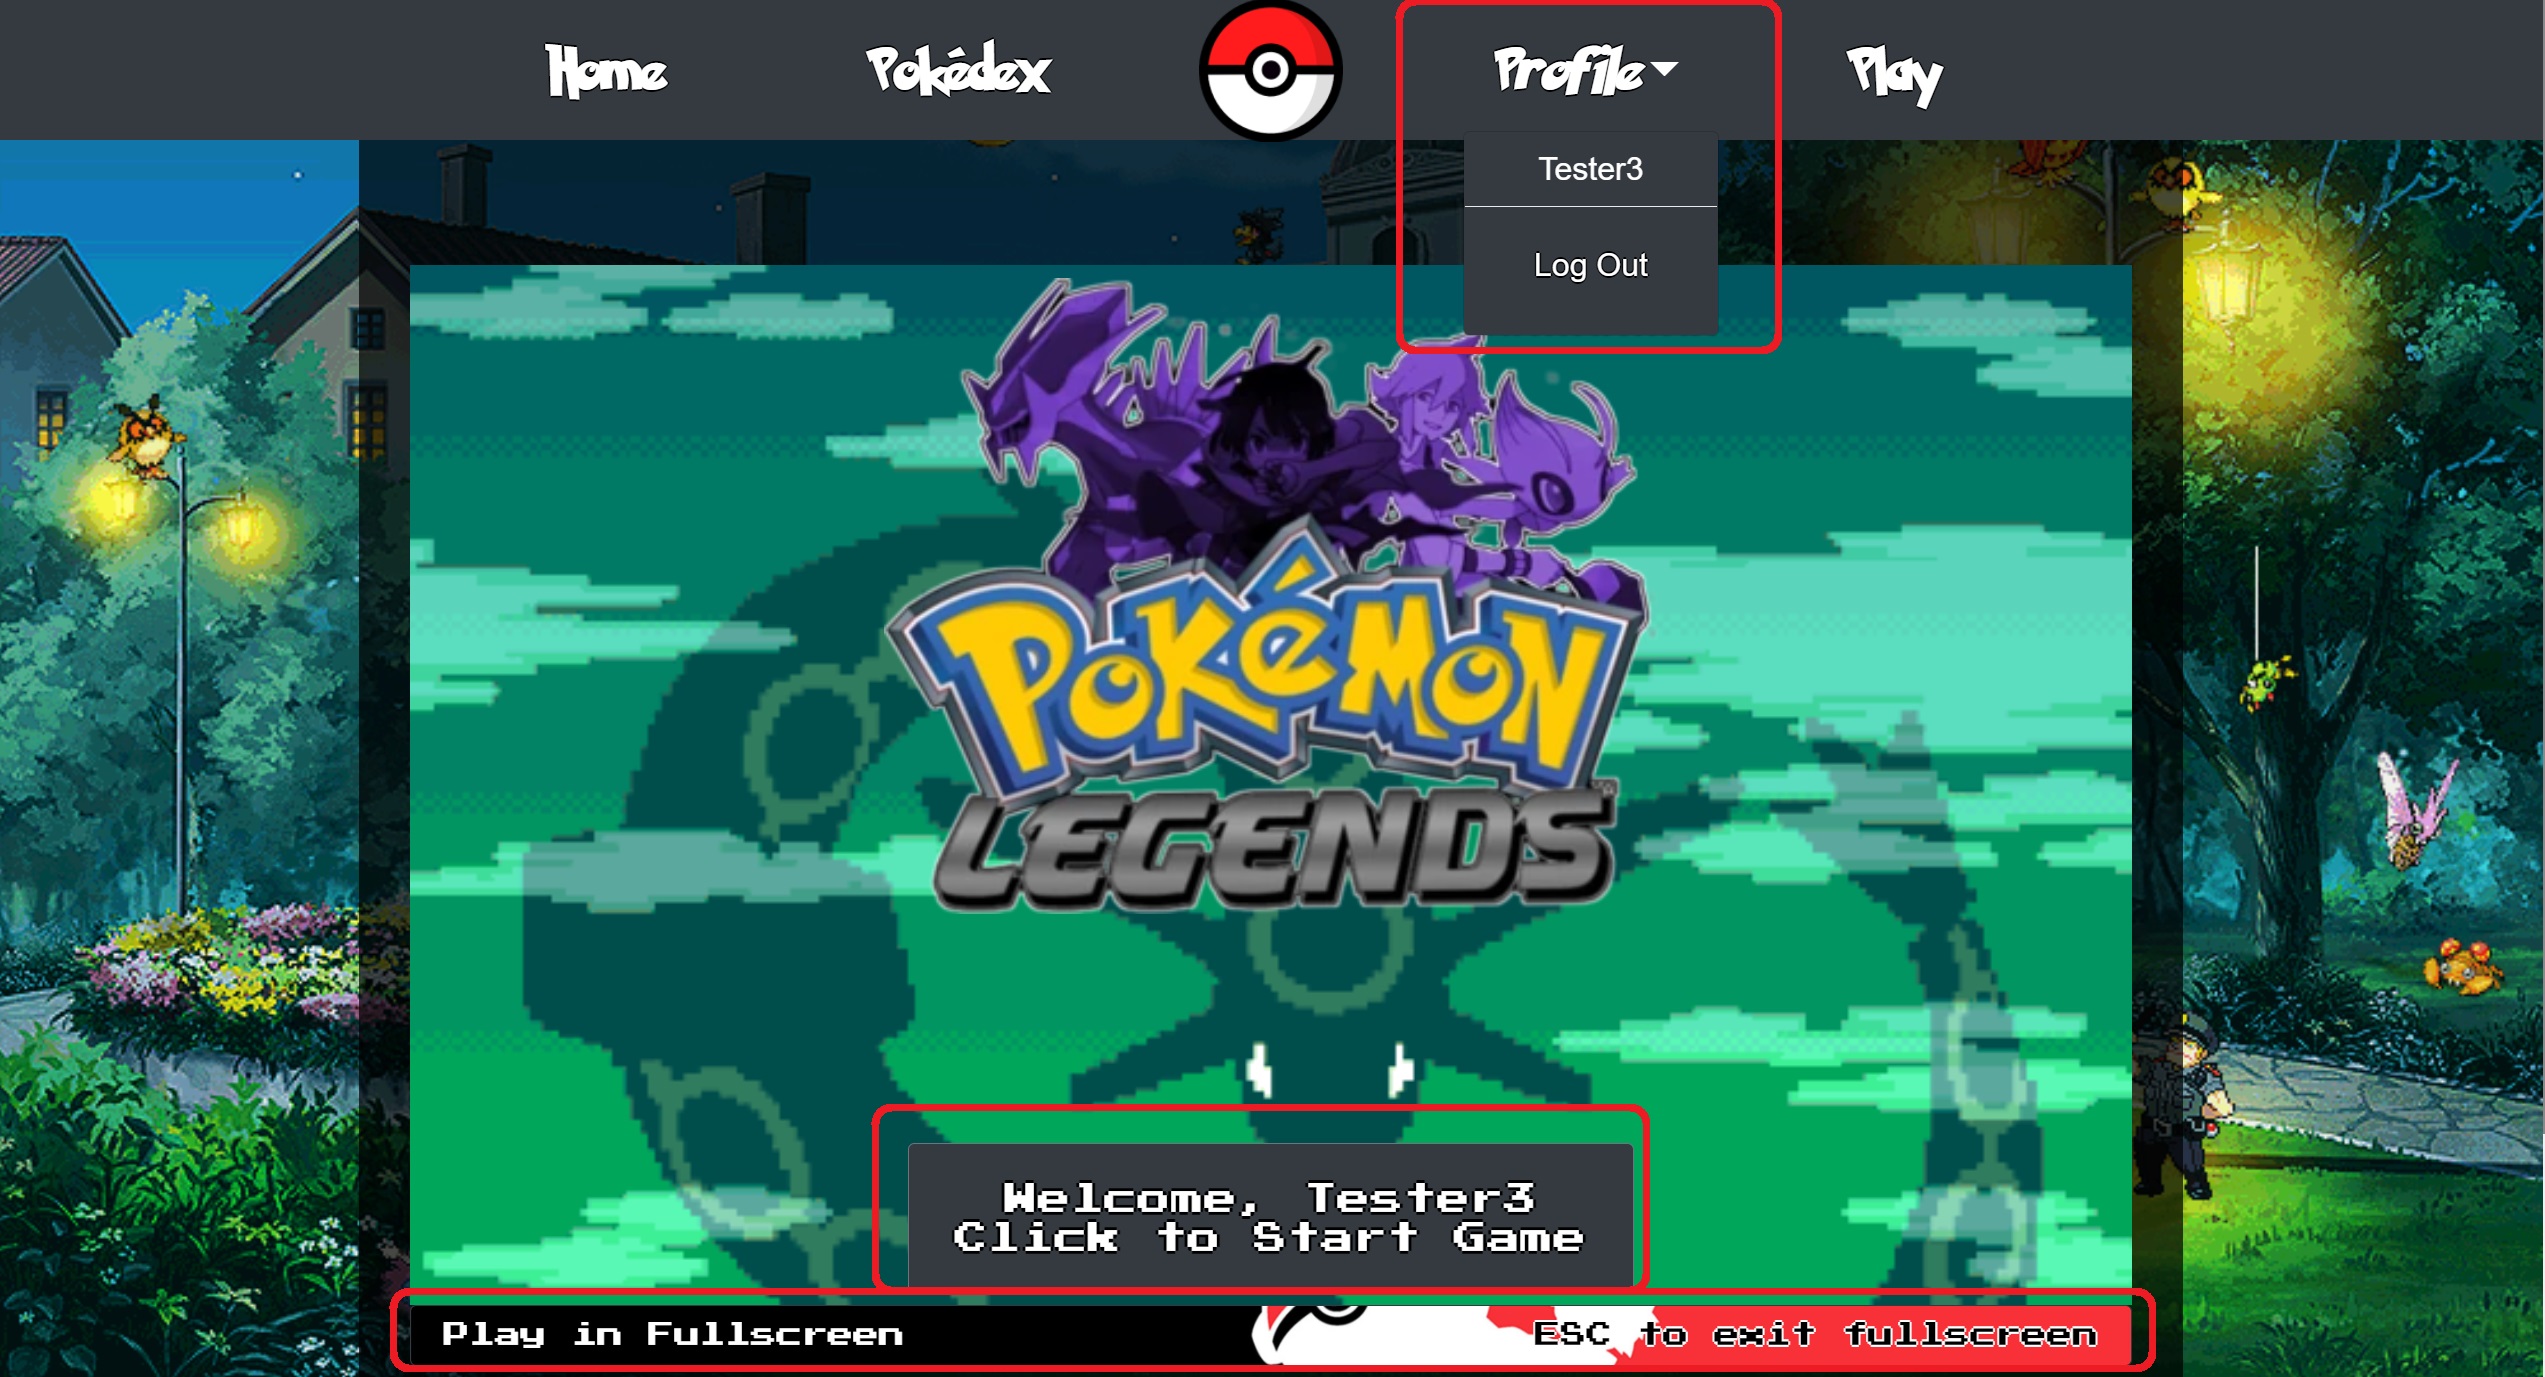 Home
Pokédex
Profile
Play
Tester3
Log Out
POKéMON
LEGENDS
Welcome, Tester3
Click to Start Game
Play in Fullscreen
ESC to exit fullscreen